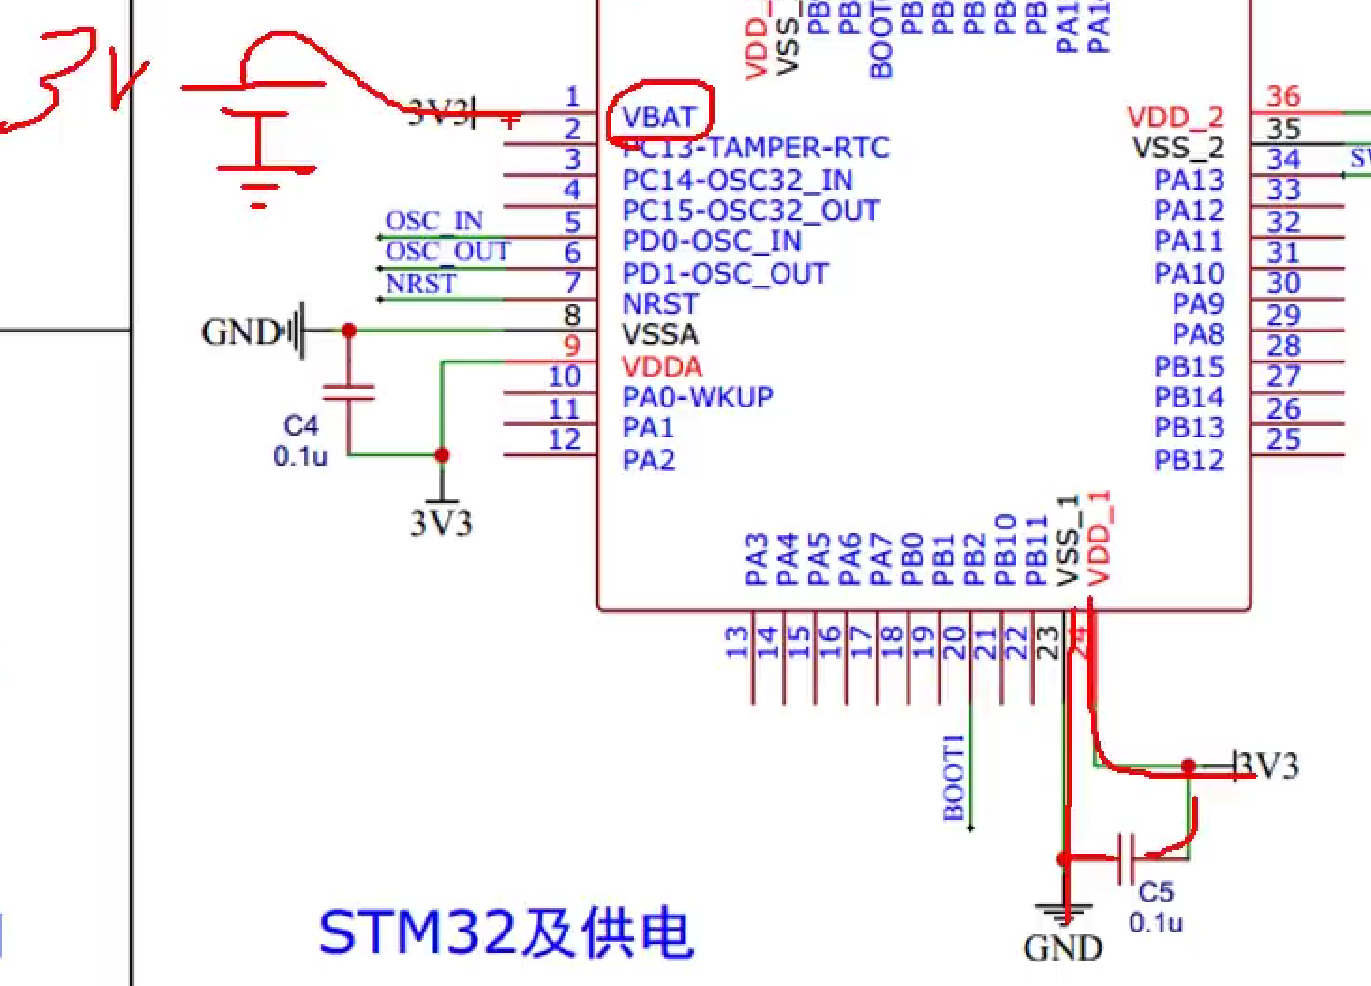 3V
VDD_
VSS_
PB
PB
BOOT
PB
PB
PB
PB
PB
PA1
PA1
3V3
1
VBAT
2
PC13-TAMPER-RTC
3
PC14-OSC32_IN
4
PC15-OSC32_OUT
OSC_IN
5
PD0-OSC_IN
OSC_OUT
6
PD1-OSC_OUT
NRST
7
NRST
GND
8
VSSA
9
VDDA
10
PA0-WKUP
11
PA1
12
PA2
C4
0.1u
3V3
36
VDD_2
35
VSS_2
34
PA13
33
PA12
32
PA11
31
PA10
30
PA9
29
PA8
28
PB15
27
PB14
26
PB13
25
PB12
PA3
PA4
PA5
PA6
PA7
PB0
PB1
PB2
PB10
PB11
VSS_1
VDD_1
13
14
15
16
17
18
19
20
21
22
23
24
BOOT1
3V3
C5
0.1u
GND
STM32及供电